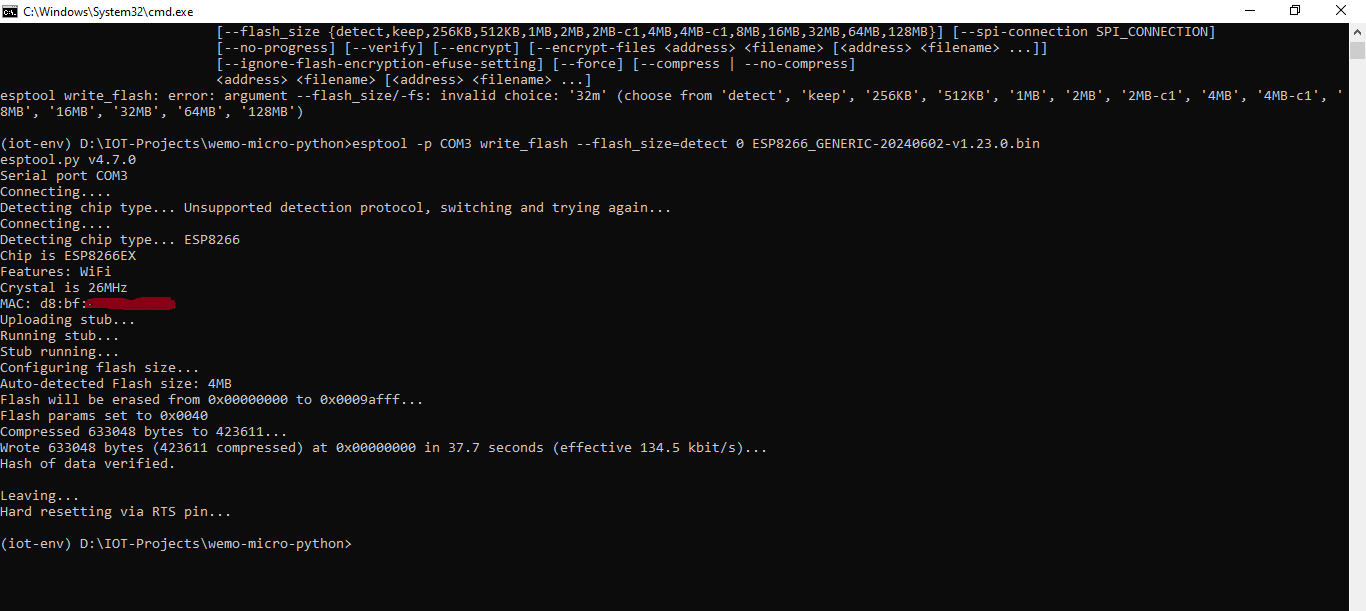 C:\Windows\System32\cmd.exe
[--flash_size {detect,keep,256KB,512KB,1MB,2MB,2MB-c1,4MB,4MB-c1,8MB,16MB,32MB,64MB,128MB}] [--spi-connection SPI_CONNECTION]
[--no-progress] [--verify] [--encrypt] [--encrypt-files <address> <filename> [<address> <filename> ...]]
[--ignore-flash-encryption-efuse-setting] [--force] [--compress | --no-compress]
<address> <filename> [<address> <filename> ...]
esptool write_flash: error: argument --flash_size/-fs: invalid choice: '32m' (choose from 'detect', 'keep', '256KB', '512KB', '1MB', '2MB', '2MB-c1', '4MB', '4MB-c1', '
8MB', '16MB', '32MB', '64MB', '128MB')
(iot-env) D:\IOT-Projects\wemo-micro-python>esptool -p COM3 write_flash --flash_size=detect 0 ESP8266_GENERIC-20240602-v1.23.0.bin
esptool.py v4.7.0
Serial port COM3
Connecting....
Detecting chip type... Unsupported detection protocol, switching and trying again...
Connecting....
Detecting chip type... ESP8266
Chip is ESP8266EX
Features: WiFi
Crystal is 26MHz
MAC: d8:bf:
Uploading stub...
Running stub...
Stub running...
Configuring flash size...
Auto-detected Flash size: 4MB
Flash will be erased from 0x00000000 to 0x0009afff...
Flash params set to 0x0040
Compressed 633048 bytes to 423611...
Wrote 633048 bytes (423611 compressed) at 0x00000000 in 37.7 seconds (effective 134.5 kbit/s)...
Hash of data verified.
Leaving...
Hard resetting via RTS pin...
(iot-env) D:\IOT-Projects\wemo-micro-python>